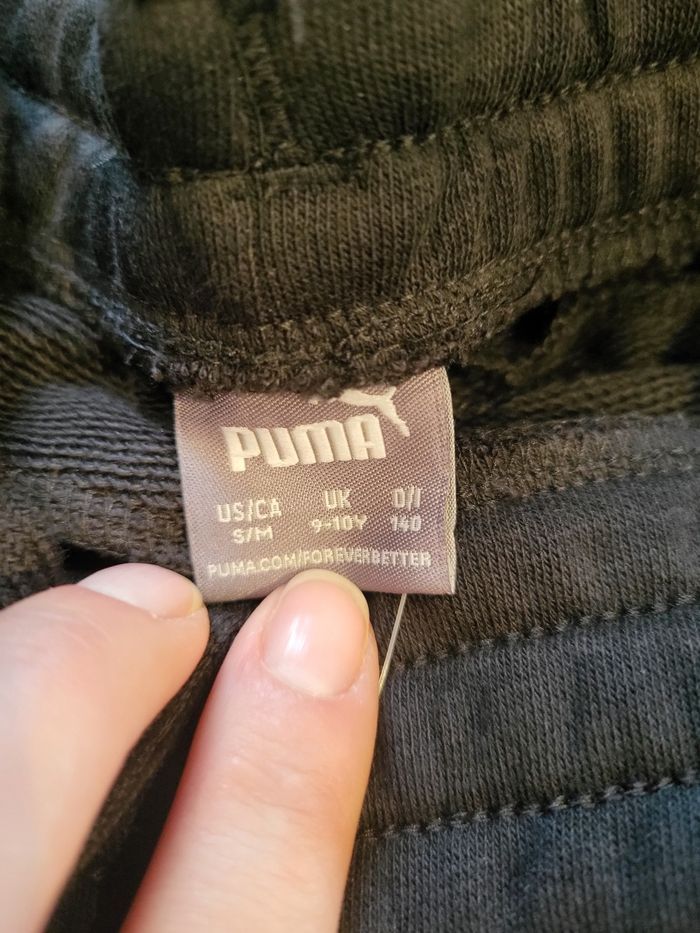 PUMA
US/CA UK D/I
S/M 9-10Y 140
PUMA.COM/FOREVERBETTER